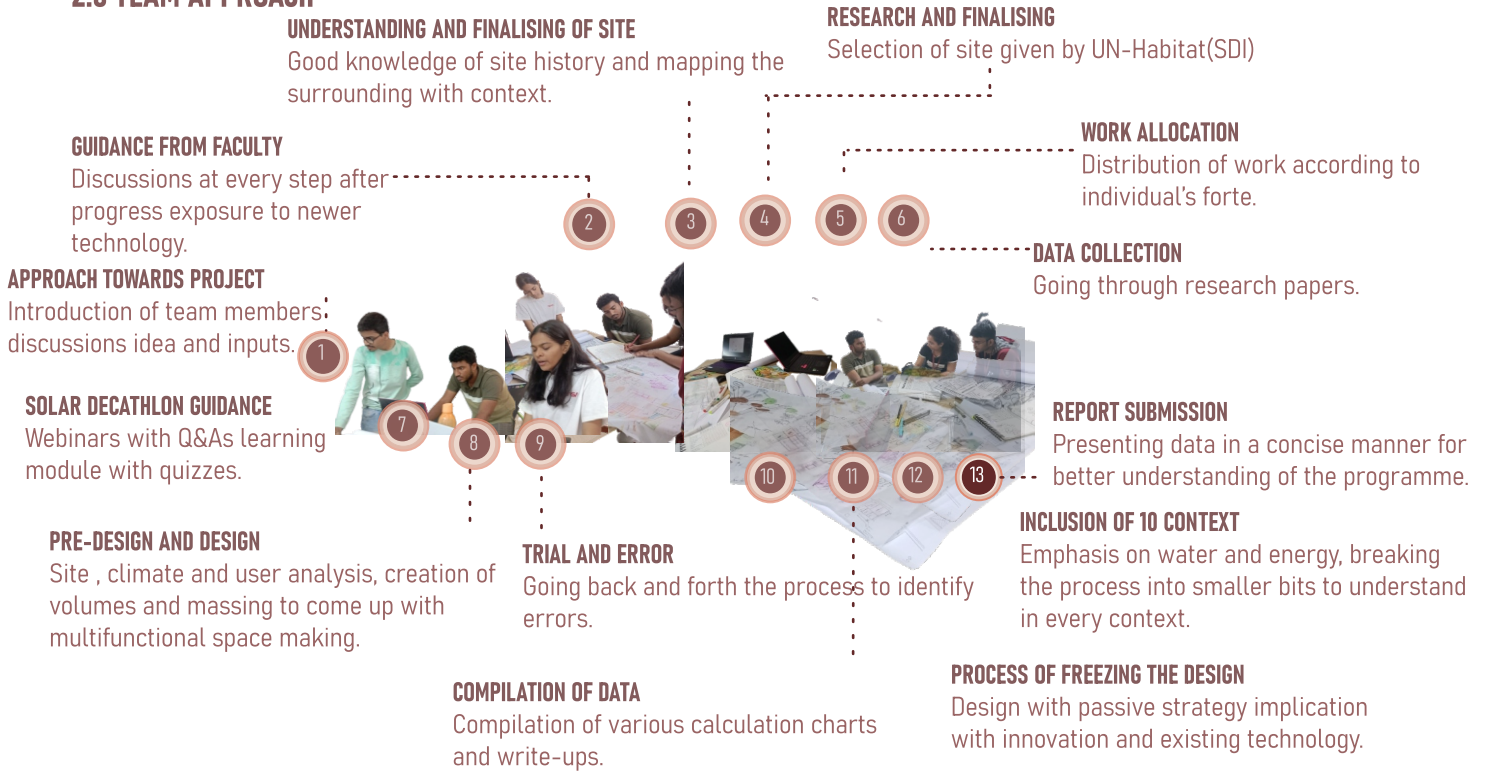 2.3 TEAM APPROACH
UNDERSTANDING AND FINALISING OF SITE
Good knowledge of site history and mapping the
surrounding with context.
RESEARCH AND FINALISING
Selection of site given by UN-Habitat(SDI)
GUIDANCE FROM FACULTY
Discussions at every step after
progress exposure to newer
technology.
WORK ALLOCATION
Distribution of work according to
individual's forte.
2
3
4
5
6
DATA COLLECTION
Going through research papers.
APPROACH TOWARDS PROJECT
Introduction of team members
discussions idea and inputs.
1
SOLAR DECATHLON GUIDANCE
Webinars with Q&As learning
module with quizzes.
7
8
9
10
11
12
13
REPORT SUBMISSION
Presenting data in a concise manner for
better understanding of the programme.
PRE-DESIGN AND DESIGN
Site , climate and user analysis, creation of
volumes and massing to come up with
multifunctional space making.
TRIAL AND ERROR
Going back and forth the process to identify
errors.
INCLUSION OF 10 CONTEXT
Emphasis on water and energy, breaking
the process into smaller bits to understand
in every context.
COMPILATION OF DATA
Compilation of various calculation charts
and write-ups.
PROCESS OF FREEZING THE DESIGN
Design with passive strategy implication
with innovation and existing technology.